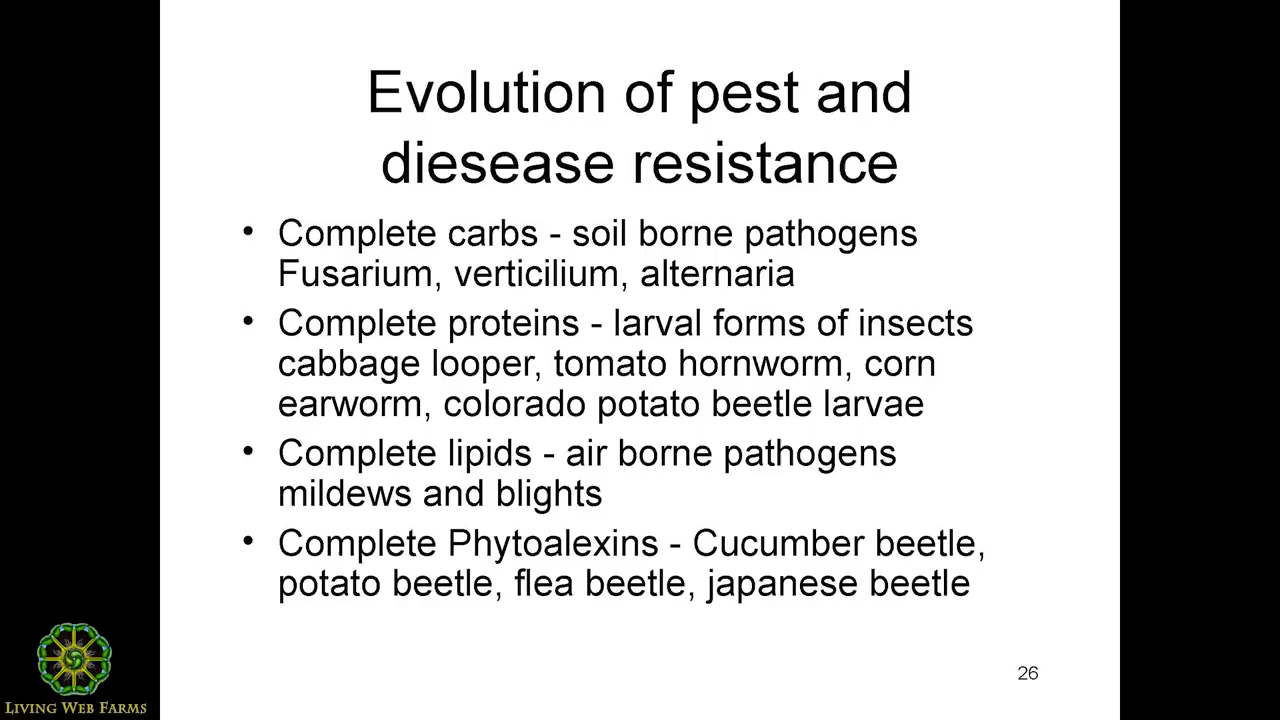 Evolution of pest and
diesease resistance
• Complete carbs - soil borne pathogens
Fusarium, verticilium, alternaria
• Complete proteins - larval forms of insects
cabbage looper, tomato hornworm, corn
earworm, colorado potato beetle larvae
• Complete lipids - air borne pathogens
mildews and blights
• Complete Phytoalexins - Cucumber beetle,
potato beetle, flea beetle, japanese beetle
26
LIVING WEB FARMS